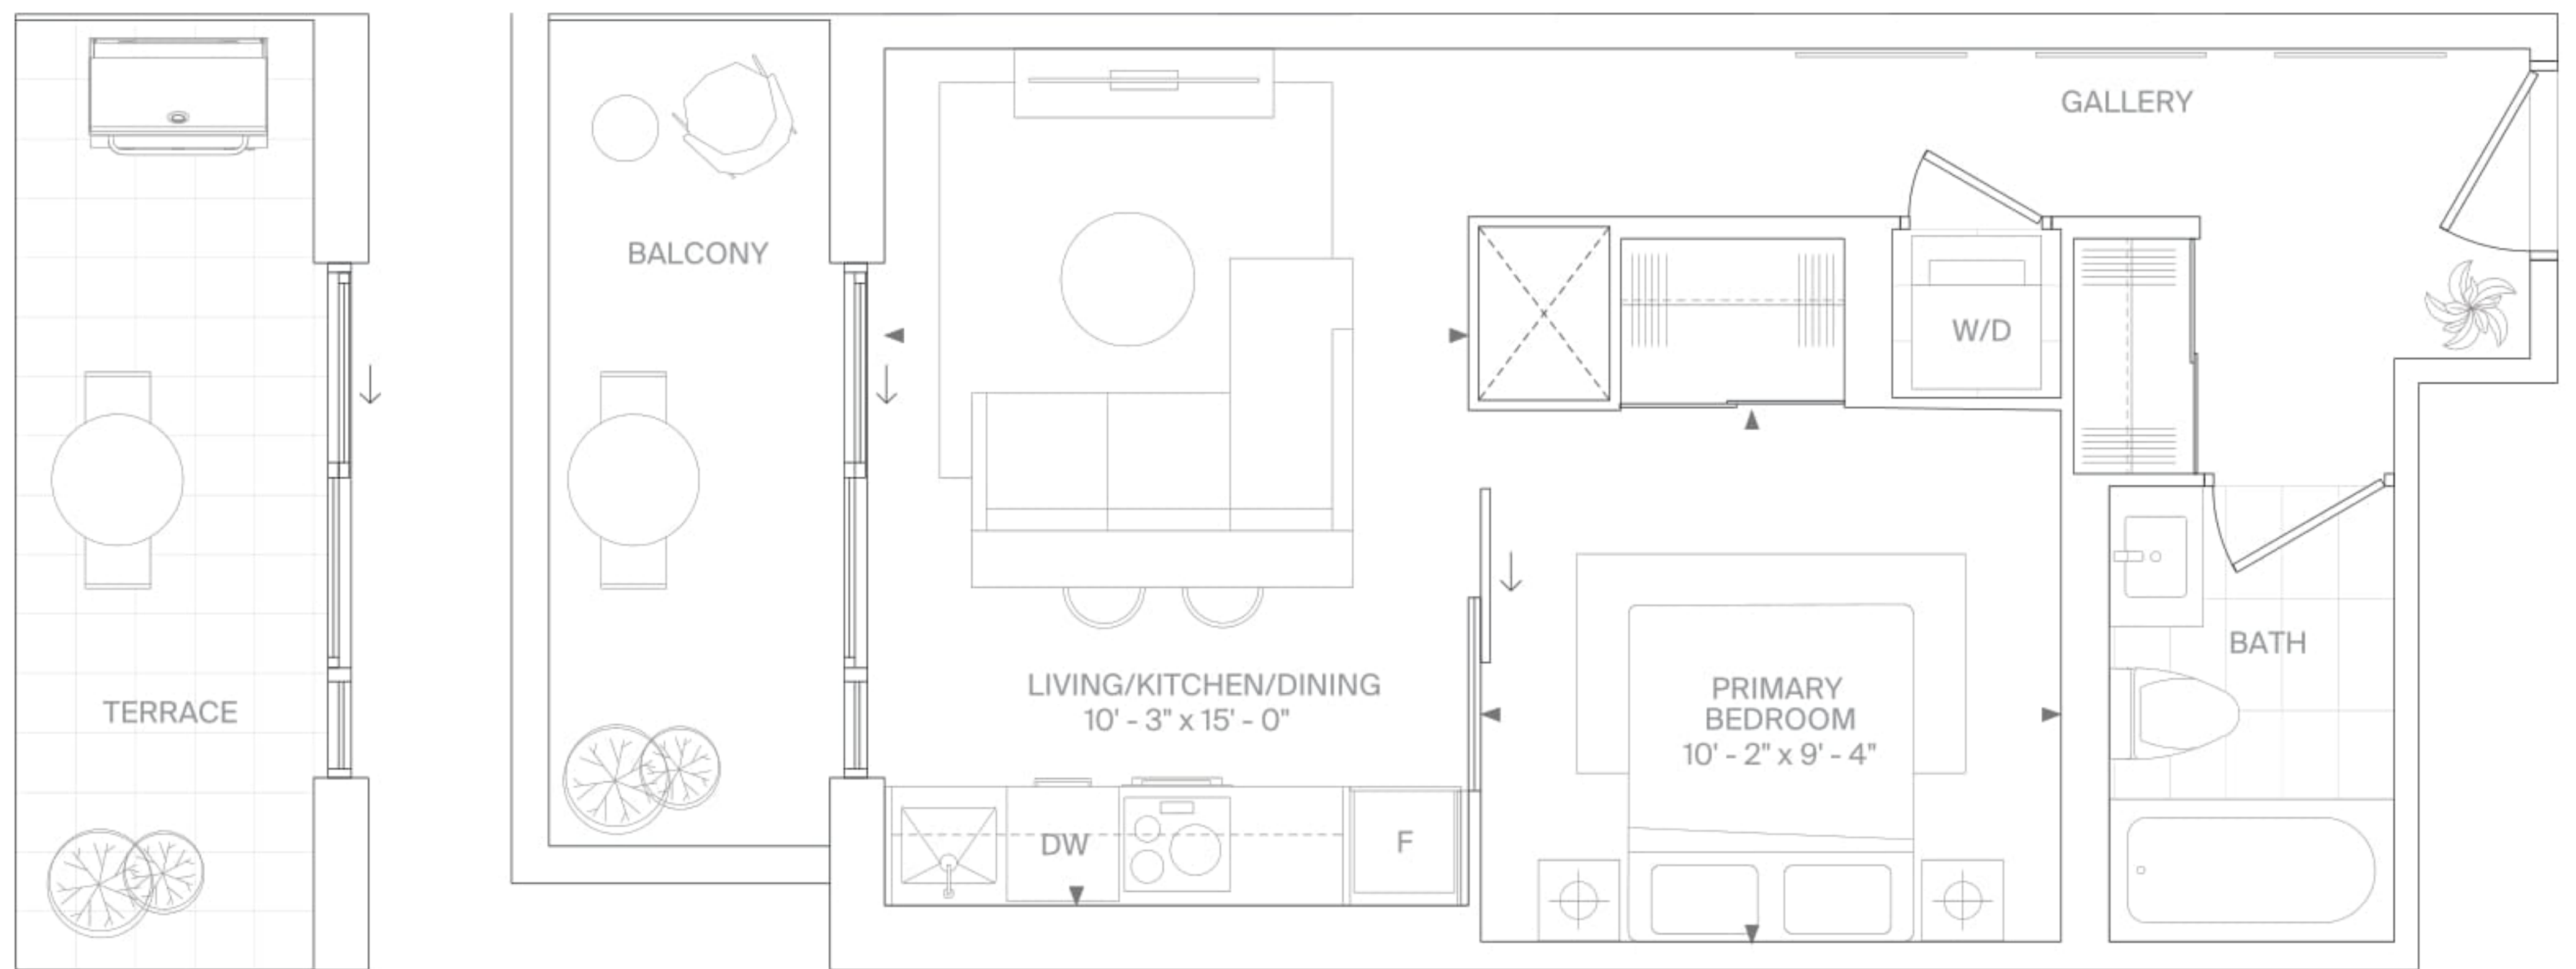 GALLERY
BALCONY
W/D
BATH
TERRACE
LIVING/KITCHEN/DINING
10' - 3" x 15' - 0"
PRIMARY
BEDROOM
10' - 2" x 9' - 4"
DW
F